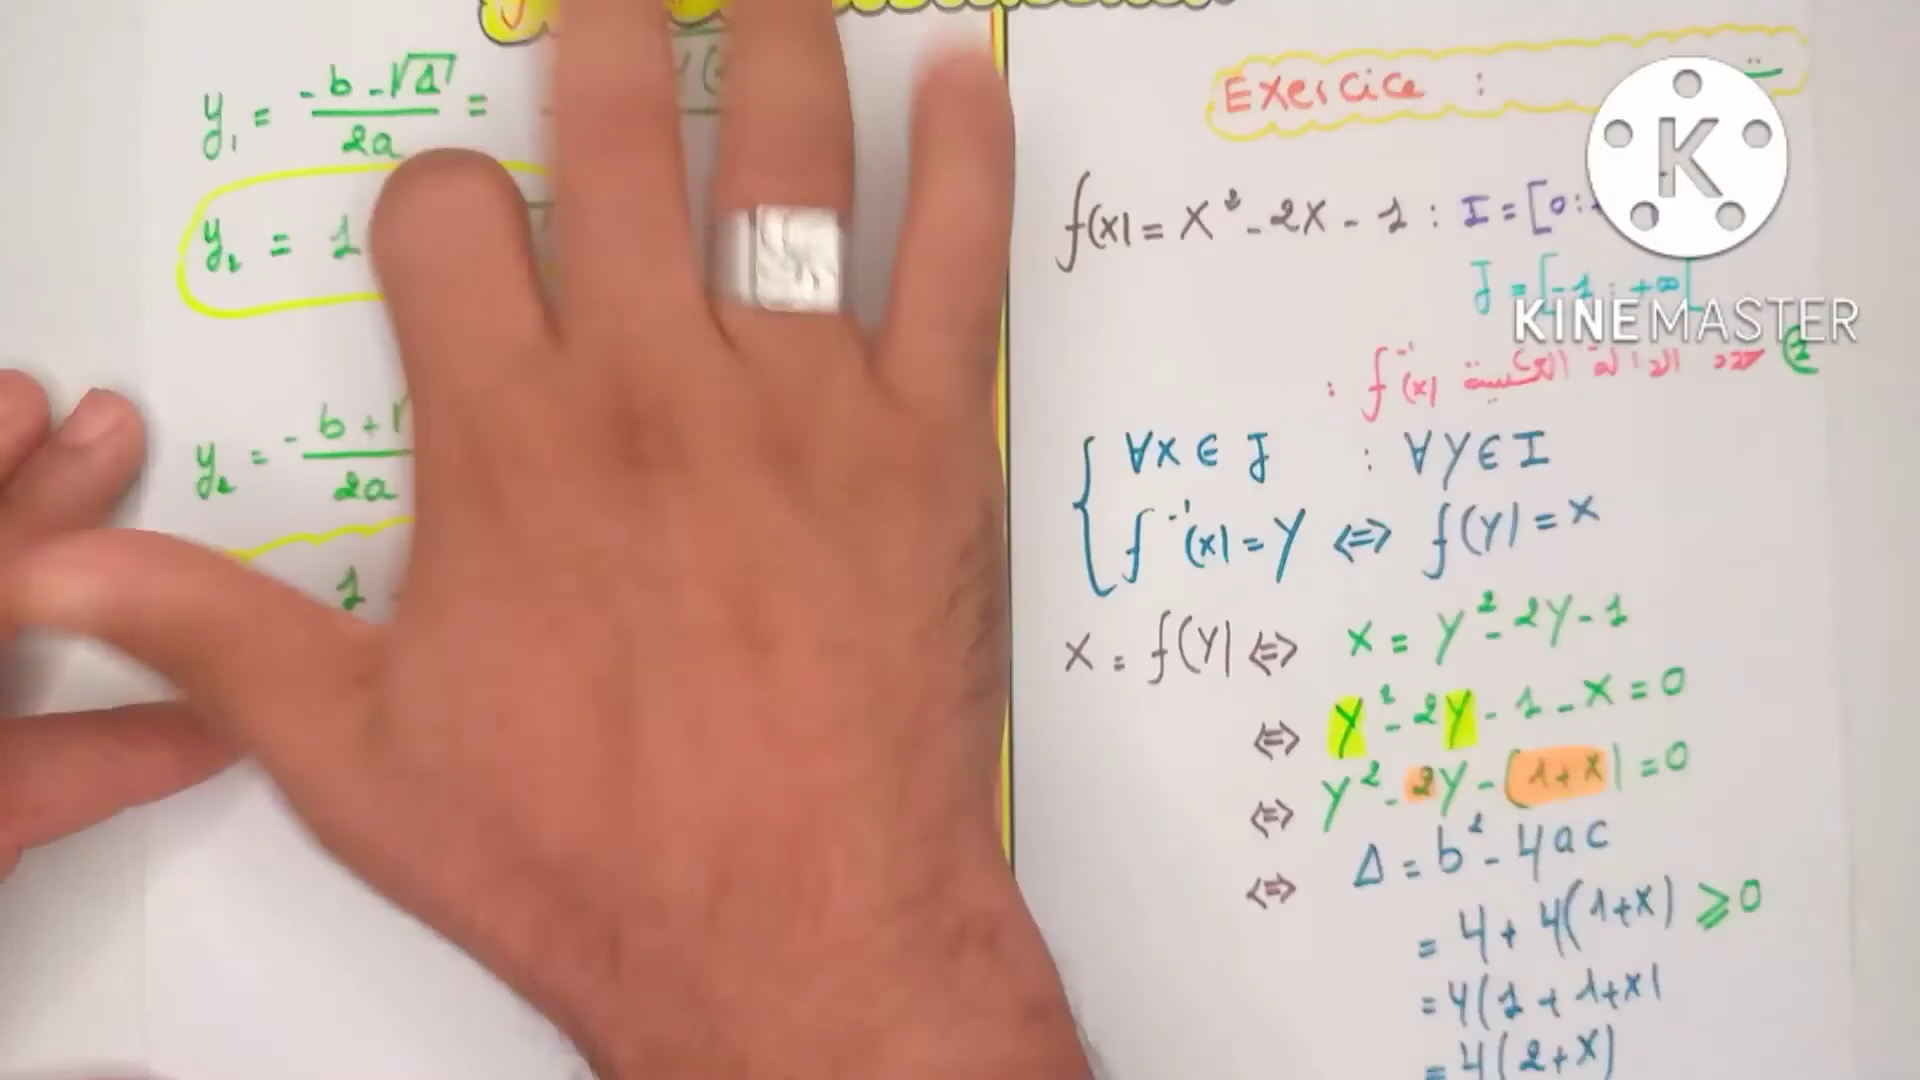 y₁ = -b-√Δ / 2a =
y₂ = 1
y₂ = -b+√ / 2a
1
Exercice :
f(x) = x² - 2x - 1 : I = [0 :
J = [-1 : +∞[
② حدد الدالة العكسية f⁻¹(x) :
∀x ∈ J : ∀y ∈ I
f⁻¹(x) = y ⇔ f(y) = x
x = f(y) ⇔ x = y² - 2y - 1
⇔ y² - 2y - 1 - x = 0
⇔ y² - 2y - (1+x) = 0
⇔ Δ = b² - 4ac
= 4 + 4(1+x) ⩾ 0
= 4(1 + 1+x)
= 4(2+x)
K
KINEMASTER